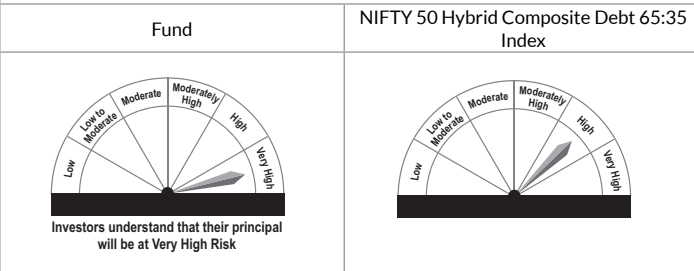 Fund
NIFTY 50 Hybrid Composite Debt 65:35
Index
Low
Low to
Moderate
Moderate
Moderately
High
High
Very High
Investors understand that their principal
will be at Very High Risk
Low
Low to
Moderate
Moderate
Moderately
High
High
Very High